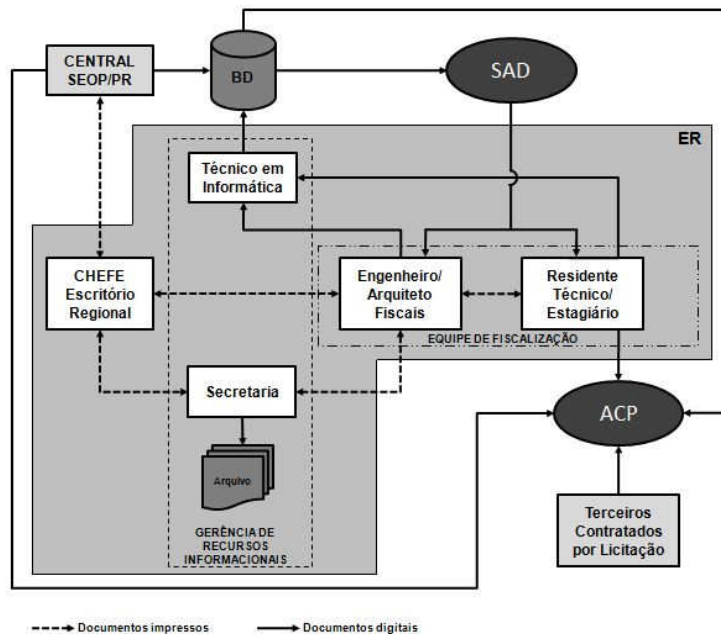 CENTRAL
SEOP/PR
BD
SAD
ER
Técnico em
Informática
CHEFE
Escritório
Regional
Engenheiro/
Arquiteto
Fiscais
Residente
Técnico/
Estagiário
EQUIPE DE FISCALIZAÇÃO
Secretaria
ACP
Arquivo
GERÊNCIA DE
RECURSOS
INFORMACIONAIS
Terceiros
Contratados
por Licitação
Documentos impressos
Documentos digitais